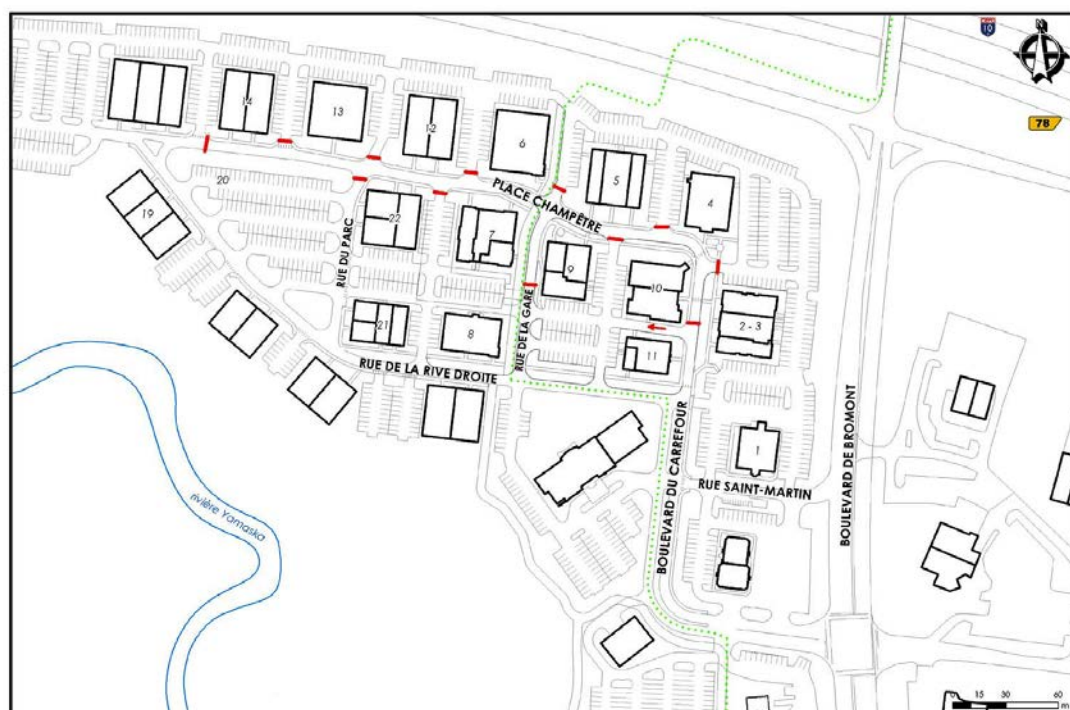 10
78
14
13
12
6
5
4
20
19
22
7
PLACE CHAMPÊTRE
RUE DU PARC
9
10
2 - 3
21
8
11
RUE DE LA GARE
RUE DE LA RIVE DROITE
BOULEVARD DU CARREFOUR
1
RUE SAINT-MARTIN
BOULEVARD DE BROMONT
rivière Yamaska
0 15 30 60
m